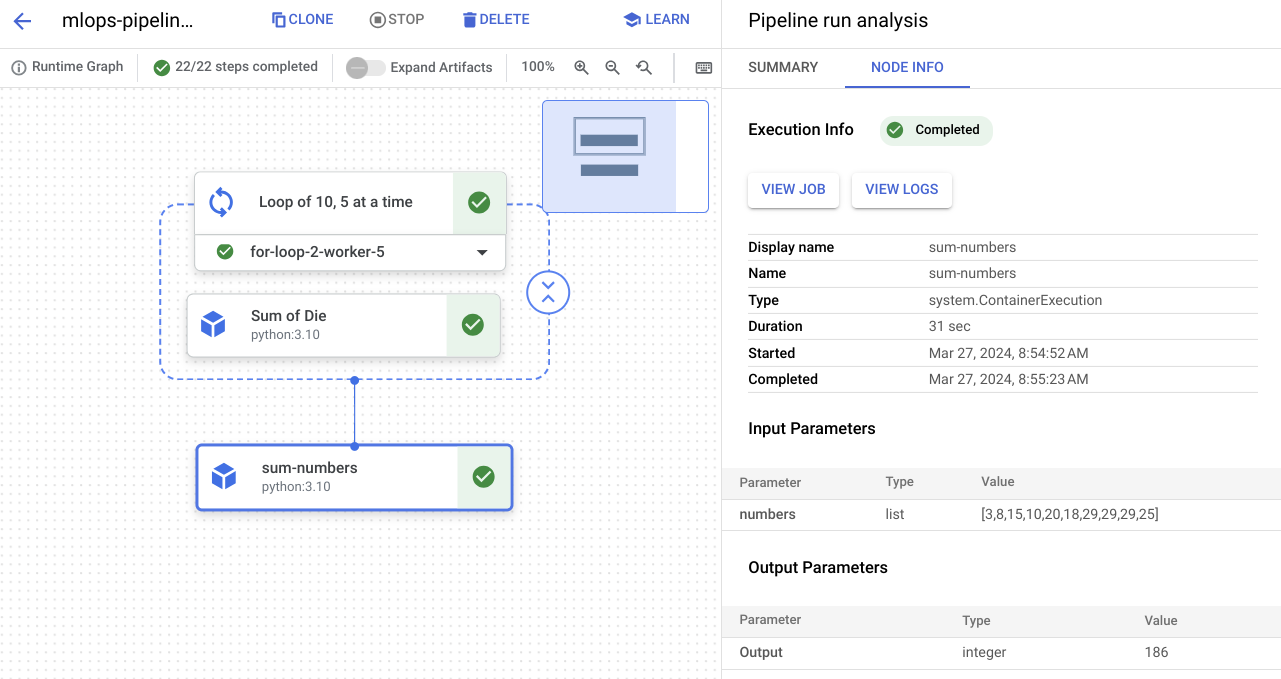 mlops-pipelin...
CLONE
STOP
DELETE
LEARN
Runtime Graph
22/22 steps completed
Expand Artifacts
100%
Loop of 10, 5 at a time
for-loop-2-worker-5
Sum of Die
python:3.10
sum-numbers
python:3.10
Pipeline run analysis
SUMMARY
NODE INFO
Execution Info
Completed
VIEW JOB
VIEW LOGS
Display name sum-numbers
Name sum-numbers
Type system.ContainerExecution
Duration 31 sec
Started Mar 27, 2024, 8:54:52 AM
Completed Mar 27, 2024, 8:55:23 AM
Input Parameters
Parameter Type Value
numbers list [3,8,15,10,20,18,29,29,29,25]
Output Parameters
Parameter Type Value
Output integer 186